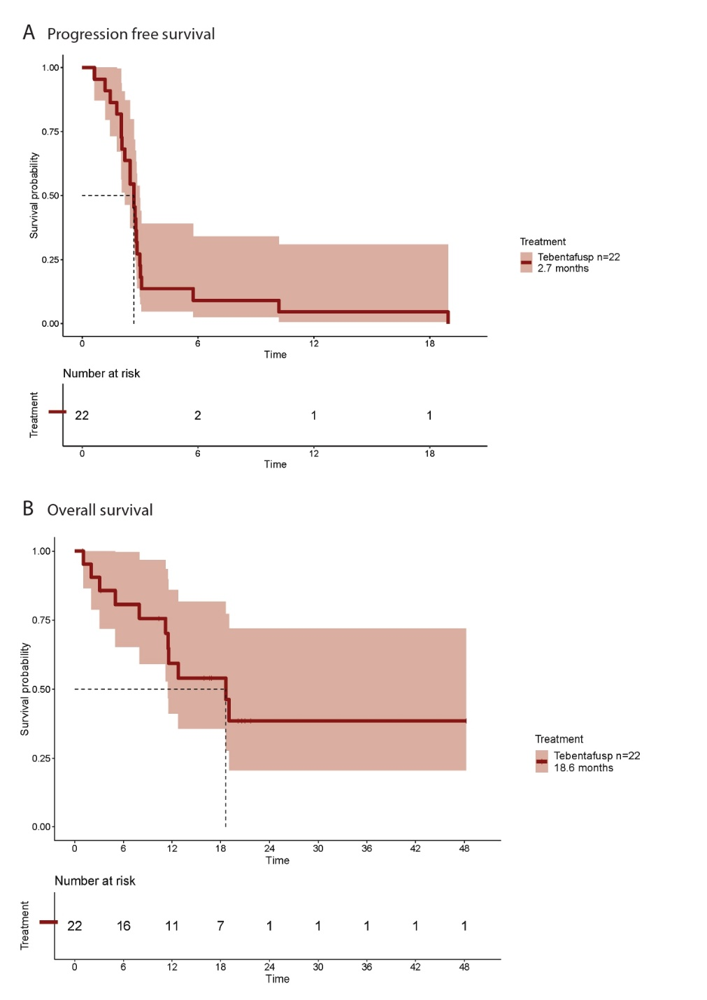 A Progression free survival
1.00
0.75
0.50
0.25
0.00
Survival probability
0 6 12 18
Time
Treatment
Tebentafusp n=22
2.7 months
Number at risk
Treatment
22 2 1 1
0 6 12 18
Time
B Overall survival
1.00
0.75
0.50
0.25
0.00
Survival probability
0 6 12 18 24 30 36 42 48
Time
Treatment
Tebentafusp n=22
18.6 months
Number at risk
Treatment
22 16 11 7 1 1 1 1 1
0 6 12 18 24 30 36 42 48
Time